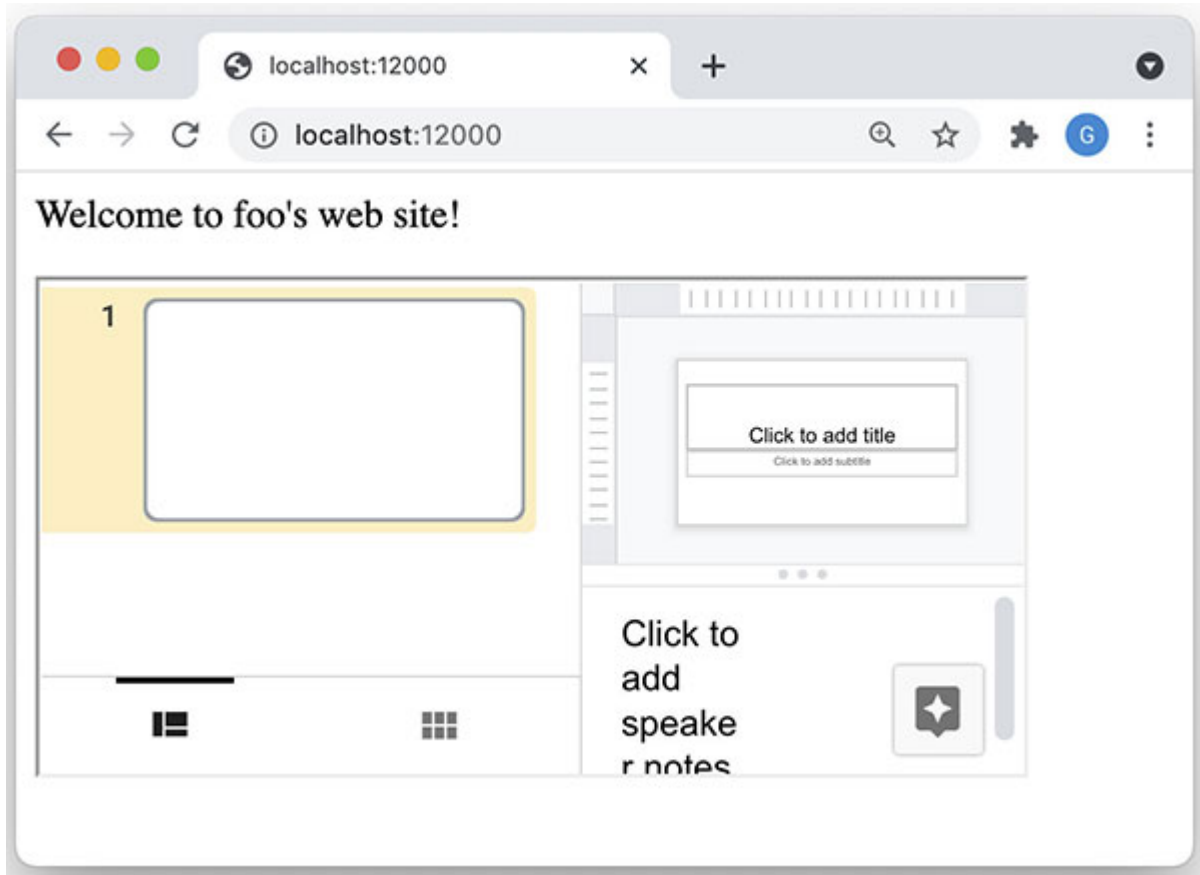 localhost:12000
localhost:12000
G
Welcome to foo's web site!
1
Click to add title
Click to add subtitle
Click to
add
speake
r notes